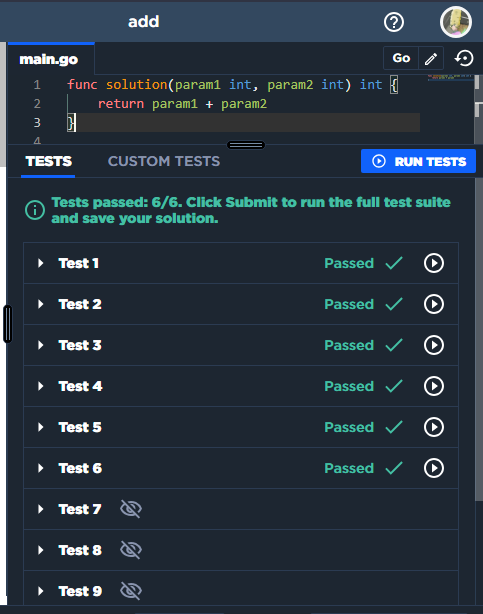 add
main.go
Go
1 func solution(param1 int, param2 int) int {
2 return param1 + param2
3 }
4
TESTS CUSTOM TESTS RUN TESTS
Tests passed: 6/6. Click Submit to run the full test suite
and save your solution.
Test 1 Passed
Test 2 Passed
Test 3 Passed
Test 4 Passed
Test 5 Passed
Test 6 Passed
Test 7
Test 8
Test 9